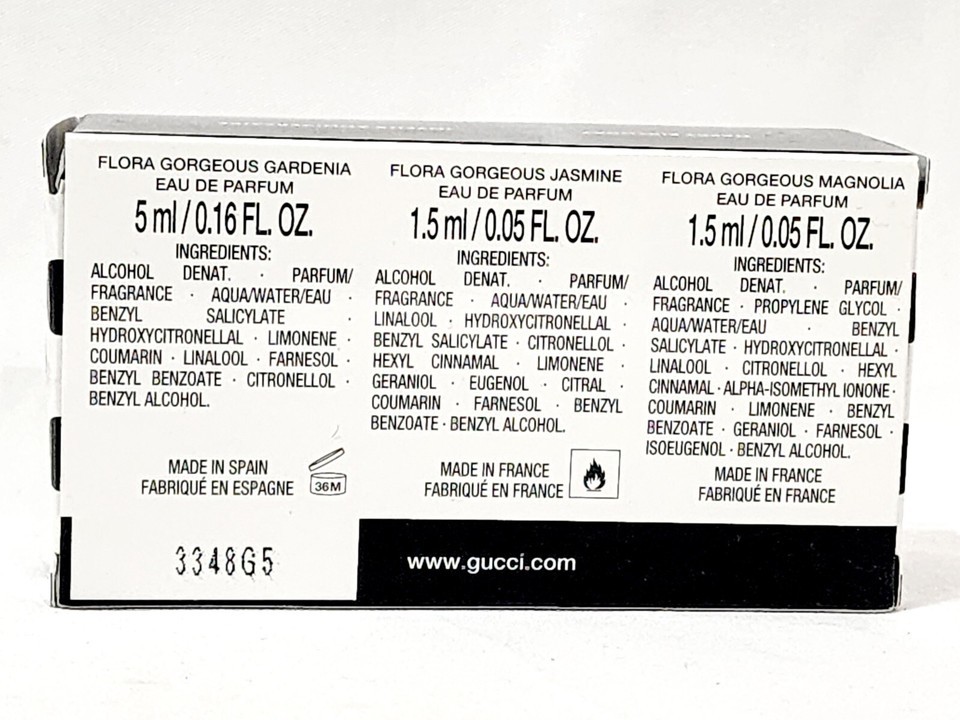 FLORA GORGEOUS GARDENIA
EAU DE PARFUM
5 ml / 0.16 FL. OZ.
INGREDIENTS:
ALCOHOL DENAT. · PARFUM/
FRAGRANCE · AQUA/WATER/EAU ·
BENZYL SALICYLATE ·
HYDROXYCITRONELLAL · LIMONENE ·
COUMARIN · LINALOOL · FARNESOL ·
BENZYL BENZOATE · CITRONELLOL ·
BENZYL ALCOHOL.
MADE IN SPAIN
FABRIQUÉ EN ESPAGNE
36M
3348G5
FLORA GORGEOUS JASMINE
EAU DE PARFUM
1.5 ml / 0.05 FL. OZ.
INGREDIENTS:
ALCOHOL DENAT. · PARFUM/
FRAGRANCE · AQUA/WATER/EAU ·
LINALOOL · HYDROXYCITRONELLAL ·
BENZYL SALICYLATE · CITRONELLOL ·
HEXYL CINNAMAL · LIMONENE ·
GERANIOL · EUGENOL · CITRAL ·
COUMARIN · FARNESOL · BENZYL
BENZOATE · BENZYL ALCOHOL.
MADE IN FRANCE
FABRIQUÉ EN FRANCE
www.gucci.com
FLORA GORGEOUS MAGNOLIA
EAU DE PARFUM
1.5 ml / 0.05 FL. OZ.
INGREDIENTS:
ALCOHOL DENAT. · PARFUM/
FRAGRANCE · PROPYLENE GLYCOL ·
AQUA/WATER/EAU · BENZYL
SALICYLATE · HYDROXYCITRONELLAL ·
LINALOOL · CITRONELLOL · HEXYL
CINNAMAL · ALPHA-ISOMETHYL IONONE ·
COUMARIN · LIMONENE · BENZYL
BENZOATE · GERANIOL · FARNESOL ·
ISOEUGENOL · BENZYL ALCOHOL.
MADE IN FRANCE
FABRIQUÉ EN FRANCE